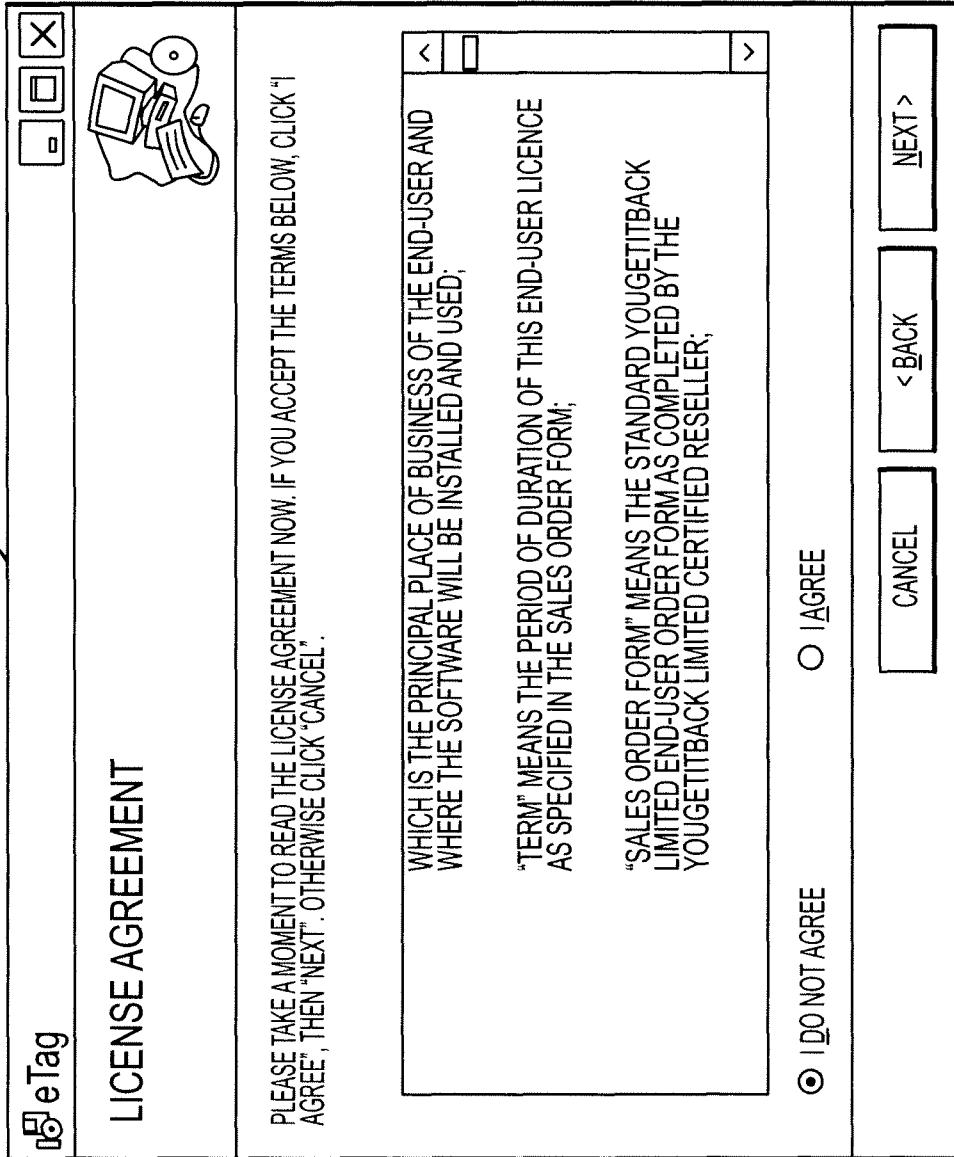 eTag
LICENSE AGREEMENT
PLEASE TAKE A MOMENT TO READ THE LICENSE AGREEMENT NOW. IF YOU ACCEPT THE TERMS BELOW, CLICK "I
AGREE", THEN "NEXT". OTHERWISE CLICK "CANCEL".
WHICH IS THE PRINCIPAL PLACE OF BUSINESS OF THE END-USER AND
WHERE THE SOFTWARE WILL BE INSTALLED AND USED;
"TERM" MEANS THE PERIOD OF DURATION OF THIS END-USER LICENCE
AS SPECIFIED IN THE SALES ORDER FORM;
"SALES ORDER FORM" MEANS THE STANDARD YOUGETITBACK
LIMITED END-USER ORDER FORM AS COMPLETED BY THE
YOUGETITBACK LIMITED CERTIFIED RESELLER;
I DO NOT AGREE I AGREE
CANCEL < BACK NEXT >